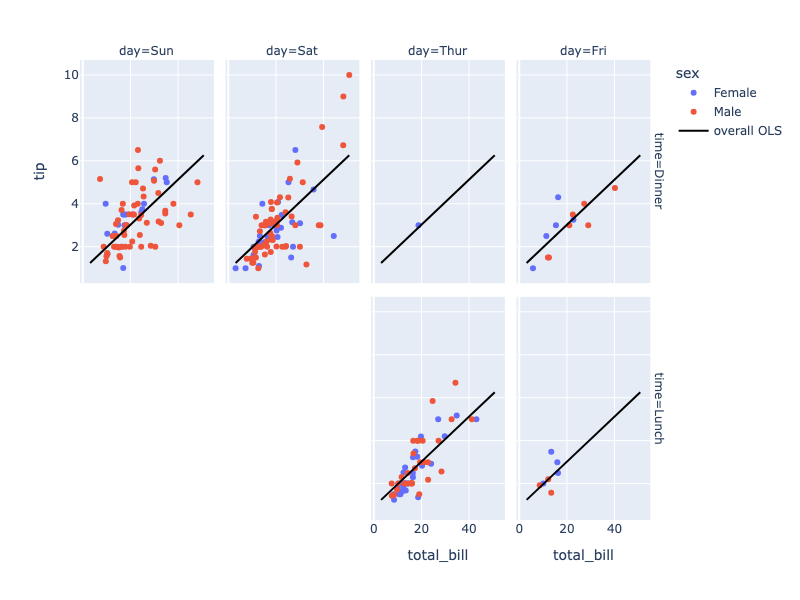 day=Sun day=Sat day=Thur day=Fri
sex
Female
Male
overall OLS
tip
10
8
6
4
2
time=Dinner
time=Lunch
0 20 40 0 20 40
total_bill total_bill